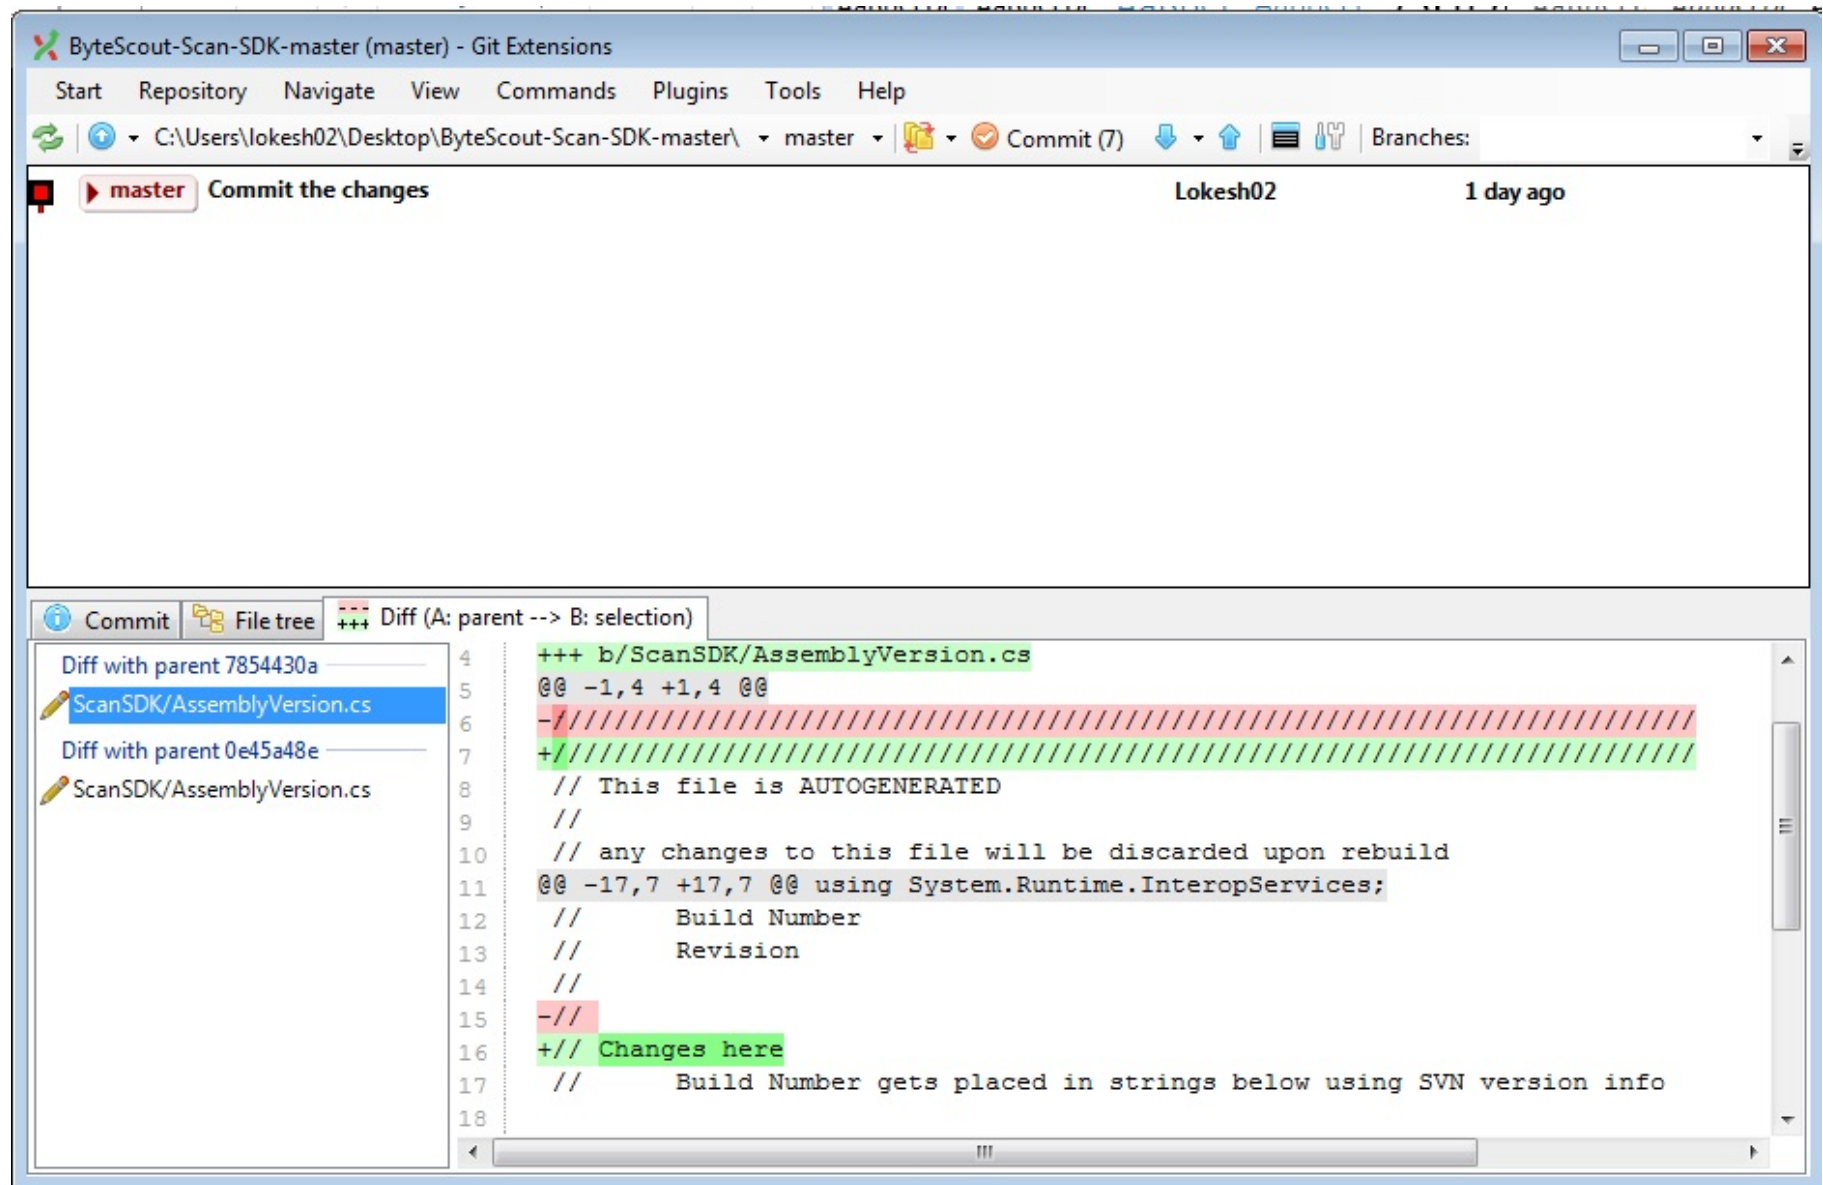 ByteScout-Scan-SDK-master (master) - Git Extensions
Start Repository Navigate View Commands Plugins Tools Help
C:\Users\lokesh02\Desktop\ByteScout-Scan-SDK-master\ master Commit (7) Branches:
master Commit the changes Lokesh02 1 day ago
Commit File tree Diff (A: parent --> B: selection)
Diff with parent 7854430a
ScanSDK/AssemblyVersion.cs
Diff with parent 0e45a48e
ScanSDK/AssemblyVersion.cs
4 +++ b/ScanSDK/AssemblyVersion.cs
5 @@ -1,4 +1,4 @@
6 -//////////////////////////////////////////////////////////////////////////
7 +//////////////////////////////////////////////////////////////////////////
8 // This file is AUTOGENERATED
9 //
10 // any changes to this file will be discarded upon rebuild
11 @@ -17,7 +17,7 @@ using System.Runtime.InteropServices;
12 // Build Number
13 // Revision
14 //
15 -//
16 +// Changes here
17 // Build Number gets placed in strings below using SVN version info
18